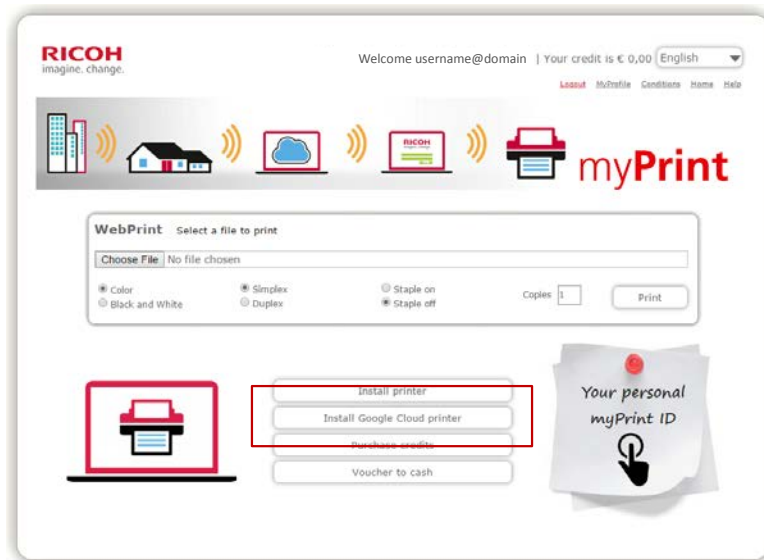 RICOH
imagine. change.
Welcome username@domain | Your credit is € 0,00 English
Logout MyProfile Conditions Home Help
RICOH
myPrint
WebPrint Select a file to print
Choose File No file chosen
Color Simplex Staple on Copies 1 Print
Black and White Duplex Staple off
Install printer
Install Google Cloud printer
Purchase credits
Voucher to cash
Your personal
myPrint ID